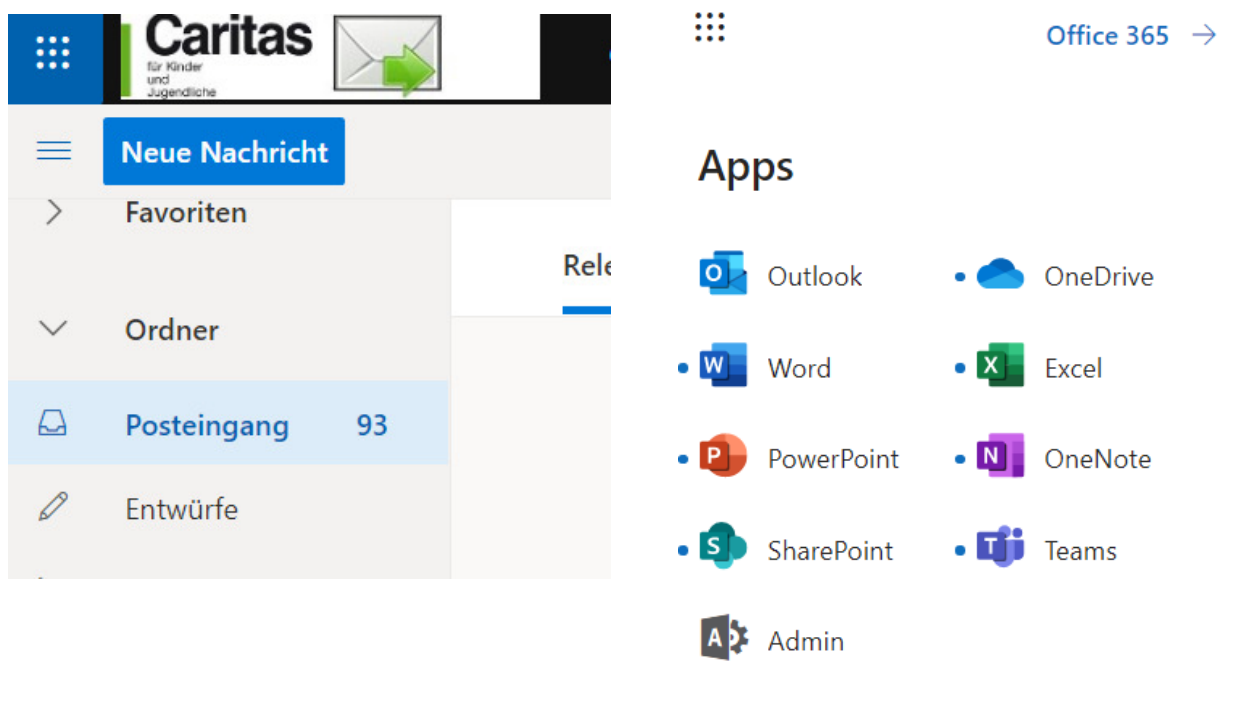 Caritas
für Kinder
und
Jugendliche
Neue Nachricht
Favoriten
Rele
Ordner
Posteingang 93
Entwürfe
Office 365 →
Apps
Outlook OneDrive
Word Excel
PowerPoint OneNote
SharePoint Teams
Admin